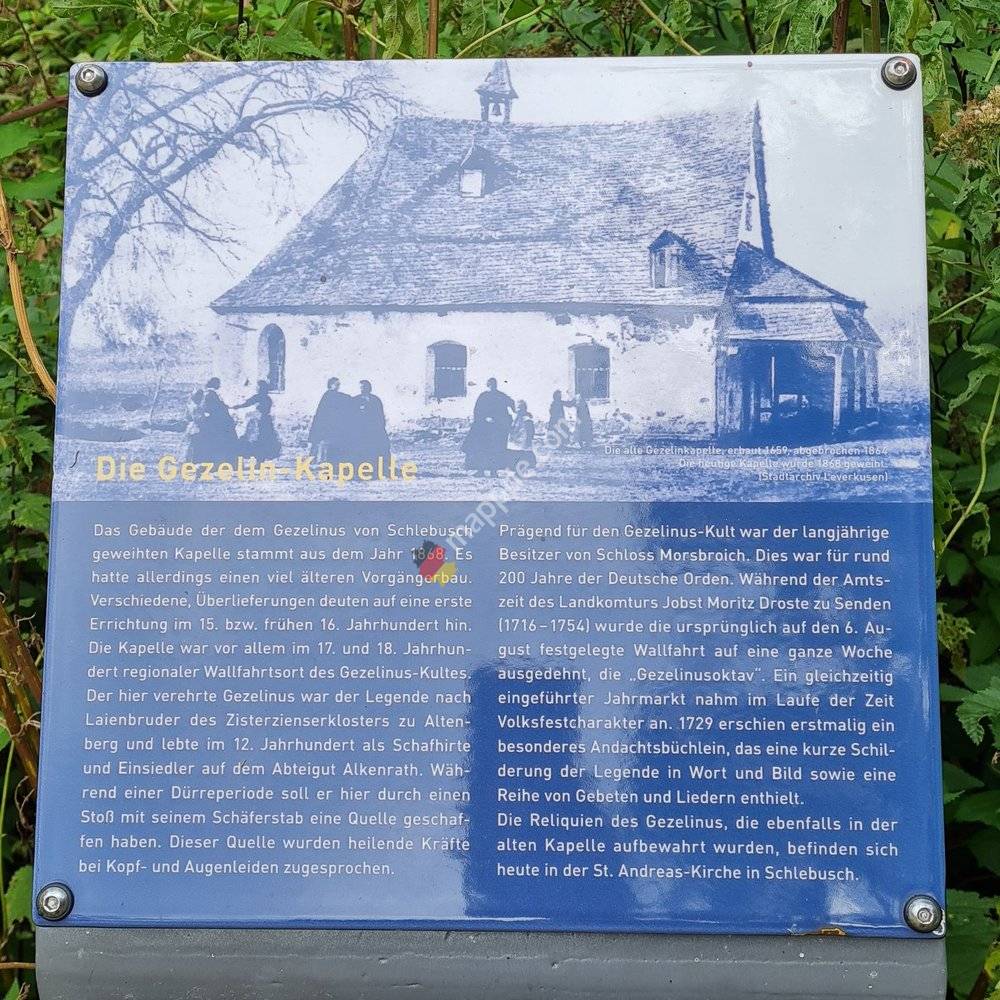 Die alte Gezelinkapelle, erbaut 1659, abgebrochen 1864
Die heutige Kapelle wurde 1868 geweiht.
(Stadtarchiv Leverkusen)
Die Gezelin-Kapelle
Das Gebäude der dem Gezelinus von Schlebusch
geweihten Kapelle stammt aus dem Jahr 1868. Es
hatte allerdings einen viel älteren Vorgängerbau.
Verschiedene, Überlieferungen deuten auf eine erste
Errichtung im 15. bzw. frühen 16. Jahrhundert hin.
Die Kapelle war vor allem im 17. und 18. Jahrhun-
dert regionaler Wallfahrtsort des Gezelinus-Kultes.
Der hier verehrte Gezelinus war der Legende nach
Laienbruder des Zisterzienserklosters zu Alten-
berg und lebte im 12. Jahrhundert als Schafhirte
und Einsiedler auf dem Abteigut Alkenrath. Wäh-
rend einer Dürreperiode soll er hier durch einen
Stoß mit seinem Schäferstab eine Quelle geschaf-
fen haben. Dieser Quelle wurden heilende Kräfte
bei Kopf- und Augenleiden zugesprochen.
Prägend für den Gezelinus-Kult war der langjährige
Besitzer von Schloss Morsbroich. Dies war für rund
200 Jahre der Deutsche Orden. Während der Amts-
zeit des Landkomturs Jobst Moritz Droste zu Senden
(1716–1754) wurde die ursprünglich auf den 6. Au-
gust festgelegte Wallfahrt auf eine ganze Woche
ausgedehnt, die „Gezelinusoktav“. Ein gleichzeitig
eingeführter Jahrmarkt nahm im Laufe der Zeit
Volksfestcharakter an. 1729 erschien erstmalig ein
besonderes Andachtsbüchlein, das eine kurze Schil-
derung der Legende in Wort und Bild sowie eine
Reihe von Gebeten und Liedern enthielt.
Die Reliquien des Gezelinus, die ebenfalls in der
alten Kapelle aufbewahrt wurden, befinden sich
heute in der St. Andreas-Kirche in Schlebusch.